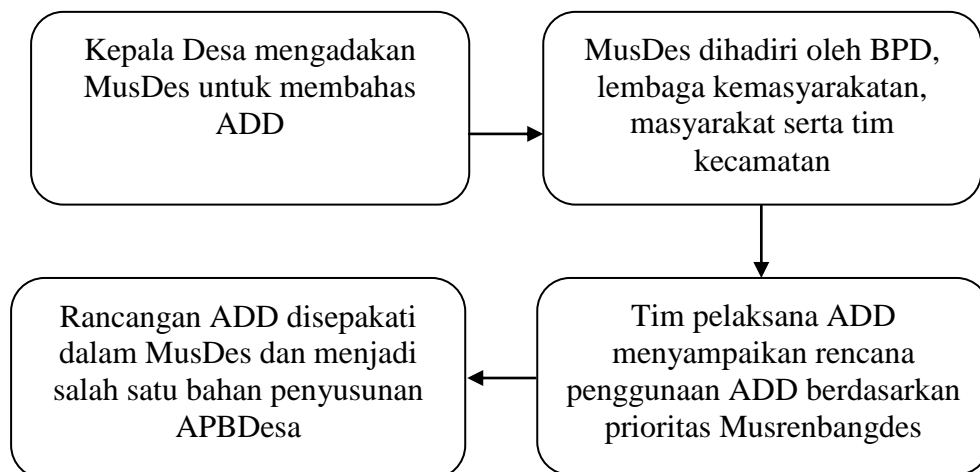 Kepala Desa mengadakan
MusDes untuk membahas
ADD
MusDes dihadiri oleh BPD,
lembaga kemasyarakatan,
masyarakat serta tim
kecamatan
Tim pelaksana ADD
menyampaikan rencana
penggunaan ADD berdasarkan
prioritas Musrenbangdes
Rancangan ADD disepakati
dalam MusDes dan menjadi
salah satu bahan penyusunan
APBDesa